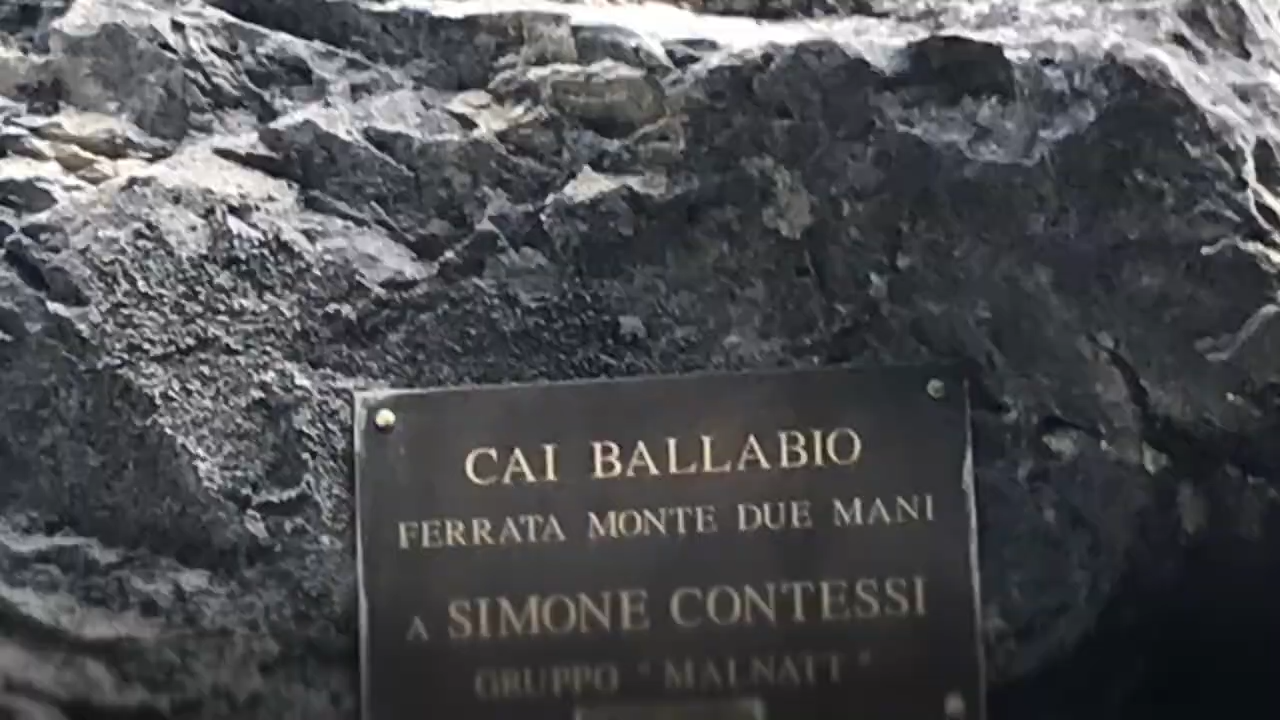 CAI BALLABIO
FERRATA MONTE DUE MANI
A SIMONE CONTESSI
GRUPPO "MALNATT"